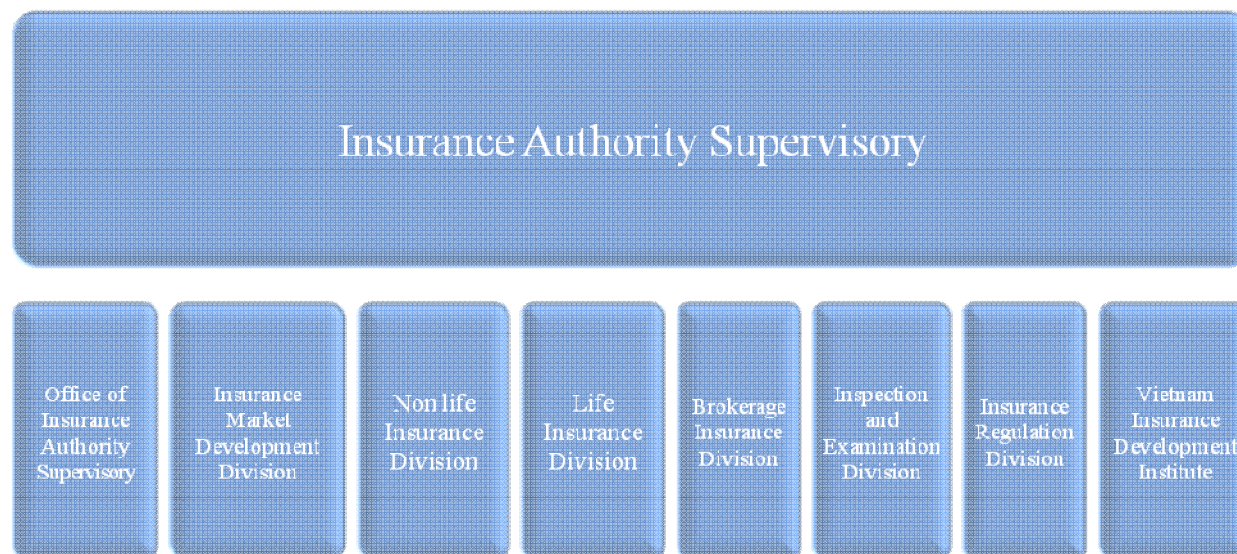 Insurance Authority Supervisory
Office of
Insurance
Authority
Supervisory
Insurance
Market
Development
Division
Non life
Insurance
Division
Life
Insurance
Division
Brokerage
Insurance
Division
Inspection
and
Examination
Division
Insurance
Regulation
Division
Vietnam
Insurance
Development
Institute